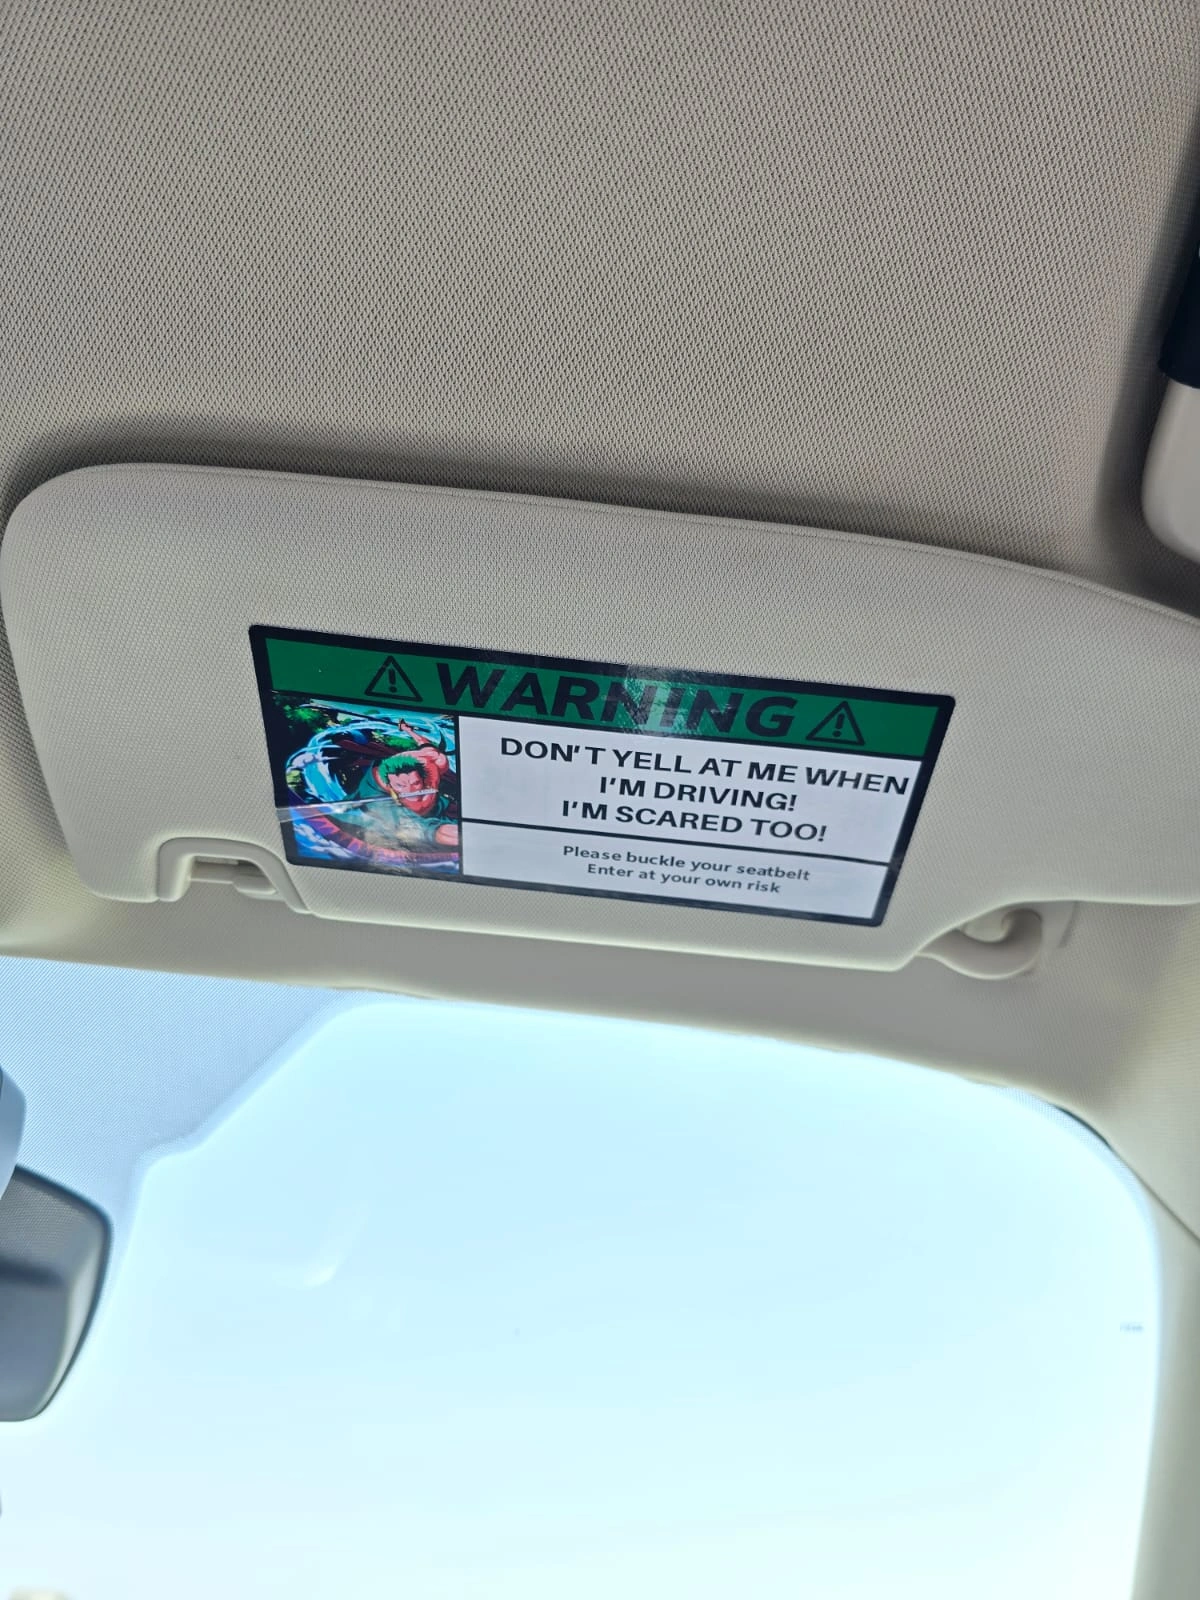 WARNING
DON'T YELL AT ME WHEN
I'M DRIVING!
I'M SCARED TOO!
Please buckle your seatbelt
Enter at your own risk